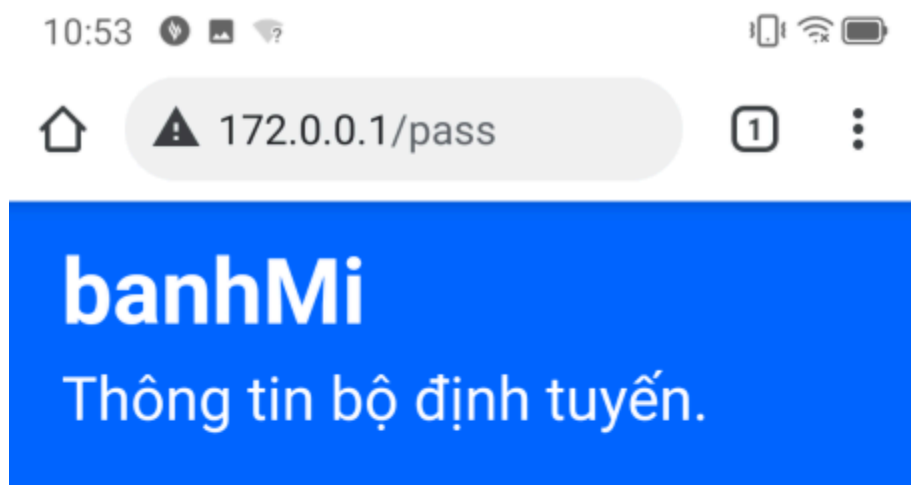 10:53
172.0.0.1/pass
1
banhMi
Thông tin bộ định tuyến.